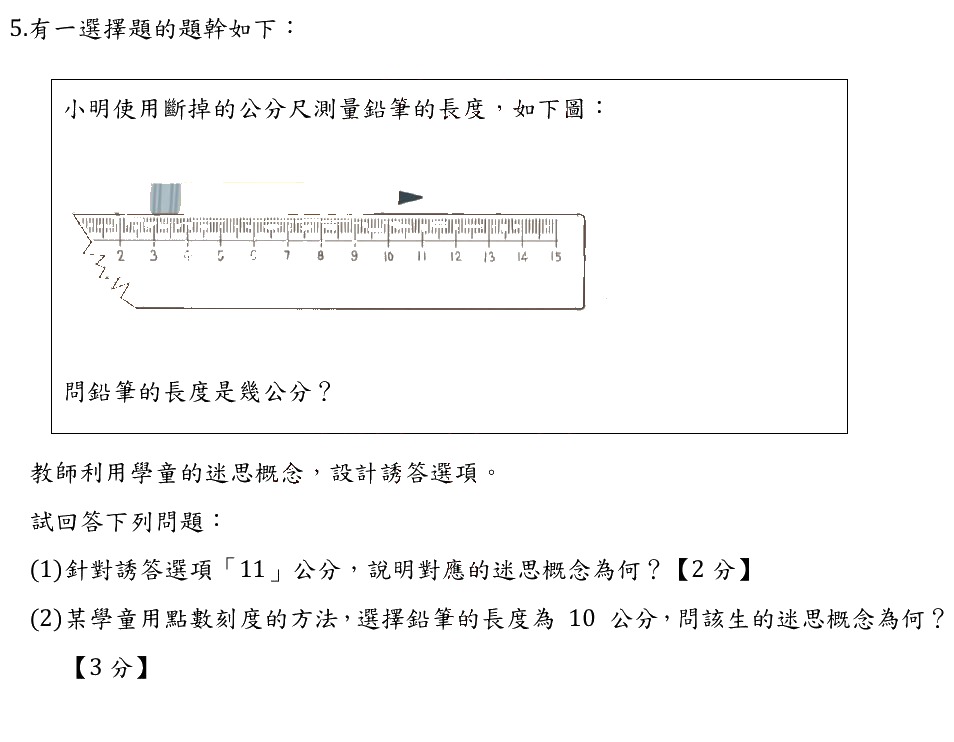 5.有一選擇題的題幹如下：
小明使用斷掉的公分尺測量鉛筆的長度，如下圖：
2 3 4 5 6 7 8 9 10 11 12 13 14 15
問鉛筆的長度是幾公分？
教師利用學童的迷思概念，設計誘答選項。
試回答下列問題：
(1)針對誘答選項「11」公分，說明對應的迷思概念為何？【2 分】
(2)某學童用點數刻度的方法，選擇鉛筆的長度為 10 公分，問該生的迷思概念為何？
【3 分】